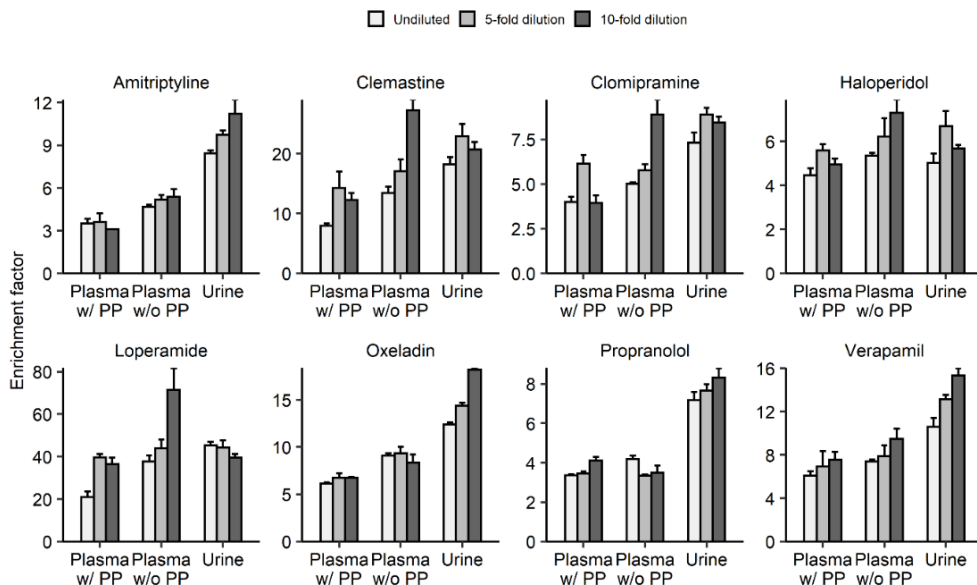 Undiluted 5-fold dilution 10-fold dilution
Enrichment factor
Amitriptyline
12
9
6
3
0
Plasma w/ PP
Plasma w/o PP
Urine
Clemastine
20
10
0
Plasma w/ PP
Plasma w/o PP
Urine
Clomipramine
7.5
5.0
2.5
0.0
Plasma w/ PP
Plasma w/o PP
Urine
Haloperidol
6
4
2
0
Plasma w/ PP
Plasma w/o PP
Urine
Loperamide
80
60
40
20
0
Plasma w/ PP
Plasma w/o PP
Urine
Oxeladin
15
10
5
0
Plasma w/ PP
Plasma w/o PP
Urine
Propranolol
8
6
4
2
0
Plasma w/ PP
Plasma w/o PP
Urine
Verapamil
16
12
8
4
0
Plasma w/ PP
Plasma w/o PP
Urine